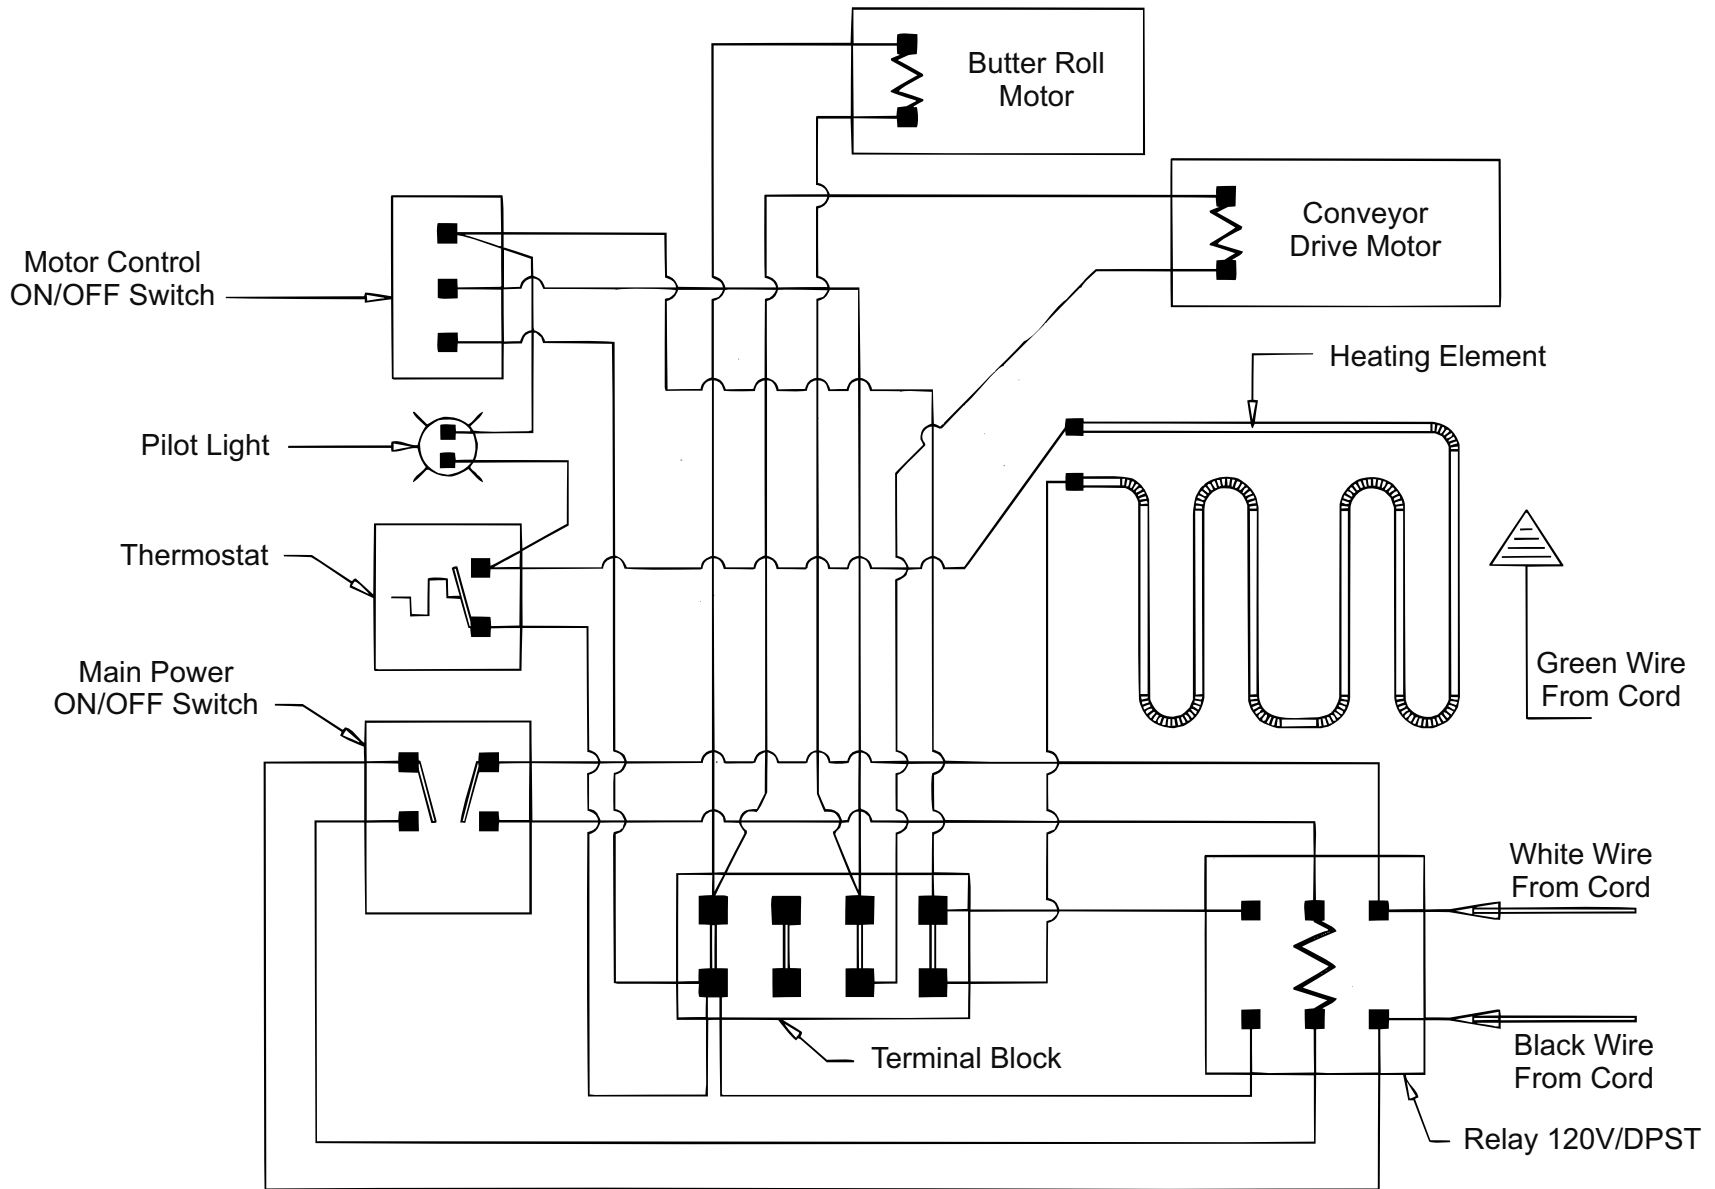 Butter Roll
Motor
Conveyor
Drive Motor
Motor Control
ON/OFF Switch
Heating Element
Pilot Light
Thermostat
Green Wire
From Cord
Main Power
ON/OFF Switch
White Wire
From Cord
Terminal Block
Black Wire
From Cord
Relay 120V/DPST